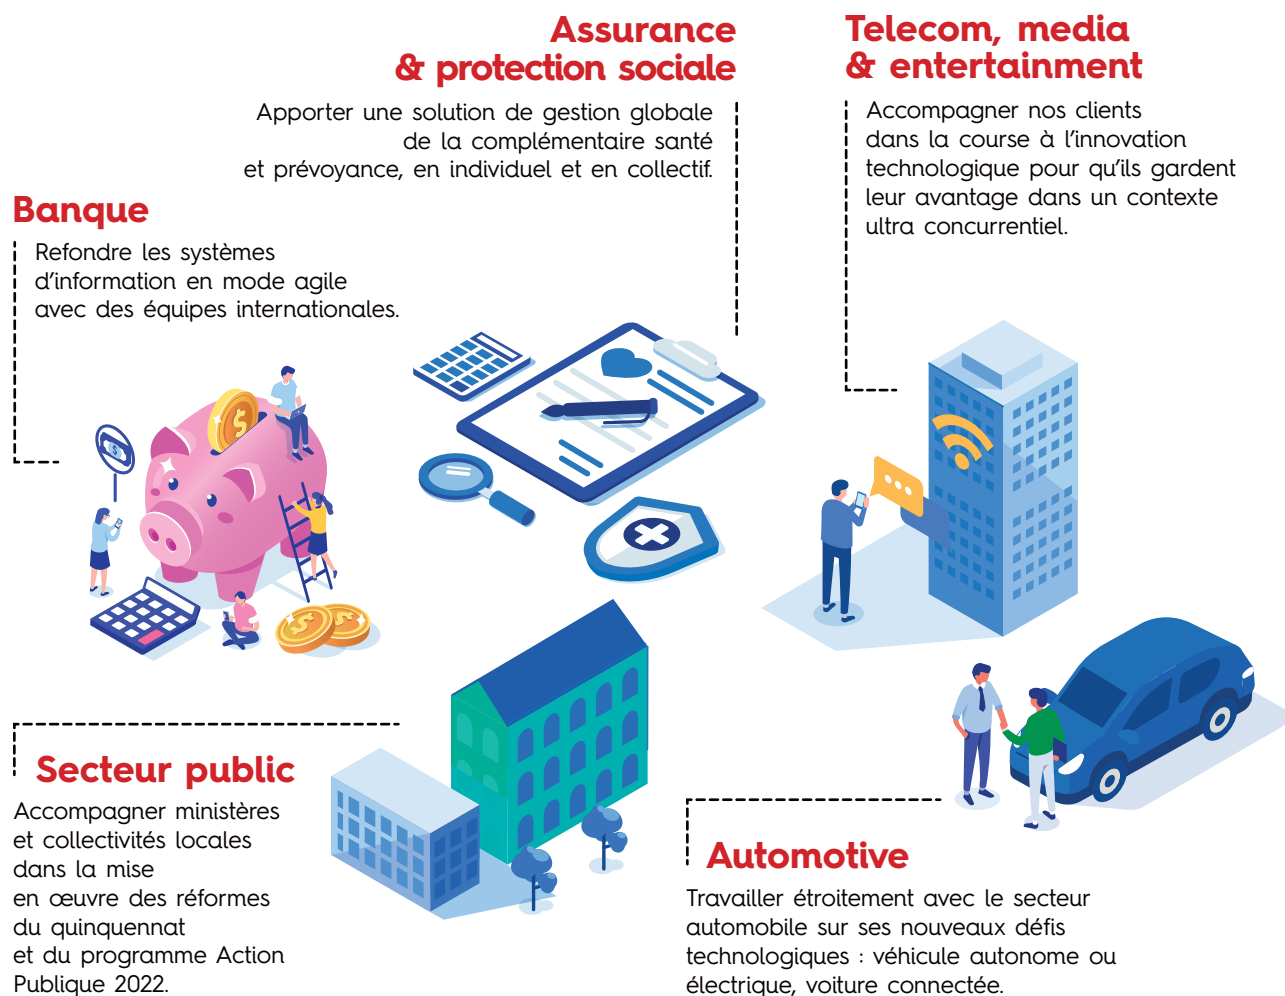 Assurance
& protection sociale
Apporter une solution de gestion globale
de la complémentaire santé
et prévoyance, en individuel et en collectif.
Telecom, media
& entertainment
Accompagner nos clients
dans la course à l’innovation
technologique pour qu’ils gardent
leur avantage dans un contexte
ultra concurrentiel.
Banque
Refondre les systèmes
d’information en mode agile
avec des équipes internationales.
$
$
$
$
Secteur public
Accompagner ministères
et collectivités locales
dans la mise
en œuvre des réformes
du quinquennat
et du programme Action
Publique 2022.
Automotive
Travailler étroitement avec le secteur
automobile sur ses nouveaux défis
technologiques : véhicule autonome ou
électrique, voiture connectée.